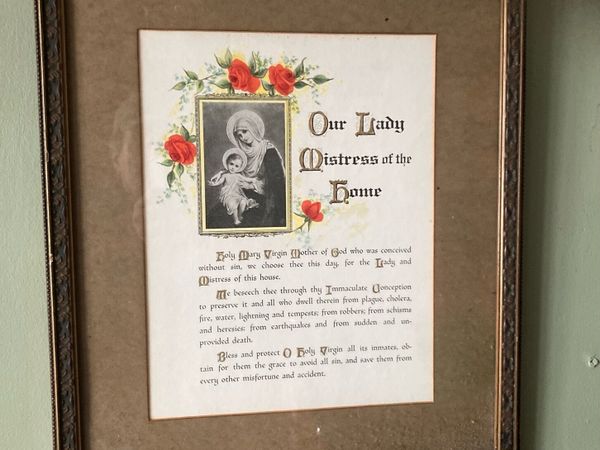 Our Lady
Mistress of the
Home
Holy Mary Virgin Mother of God who was conceived
without sin, we choose thee this day, for the Lady and
Mistress of this house.
We beseech thee through thy Immaculate Conception
to preserve it and all who dwell therein from plague, cholera,
fire, water, lightning and tempests; from robbers; from schisms
and heresies; from earthquakes and from sudden and un-
provided death.
Bless and protect O Holy Virgin all its inmates, ob-
tain for them the grace to avoid all sin, and save them from
every other misfortune and accident.